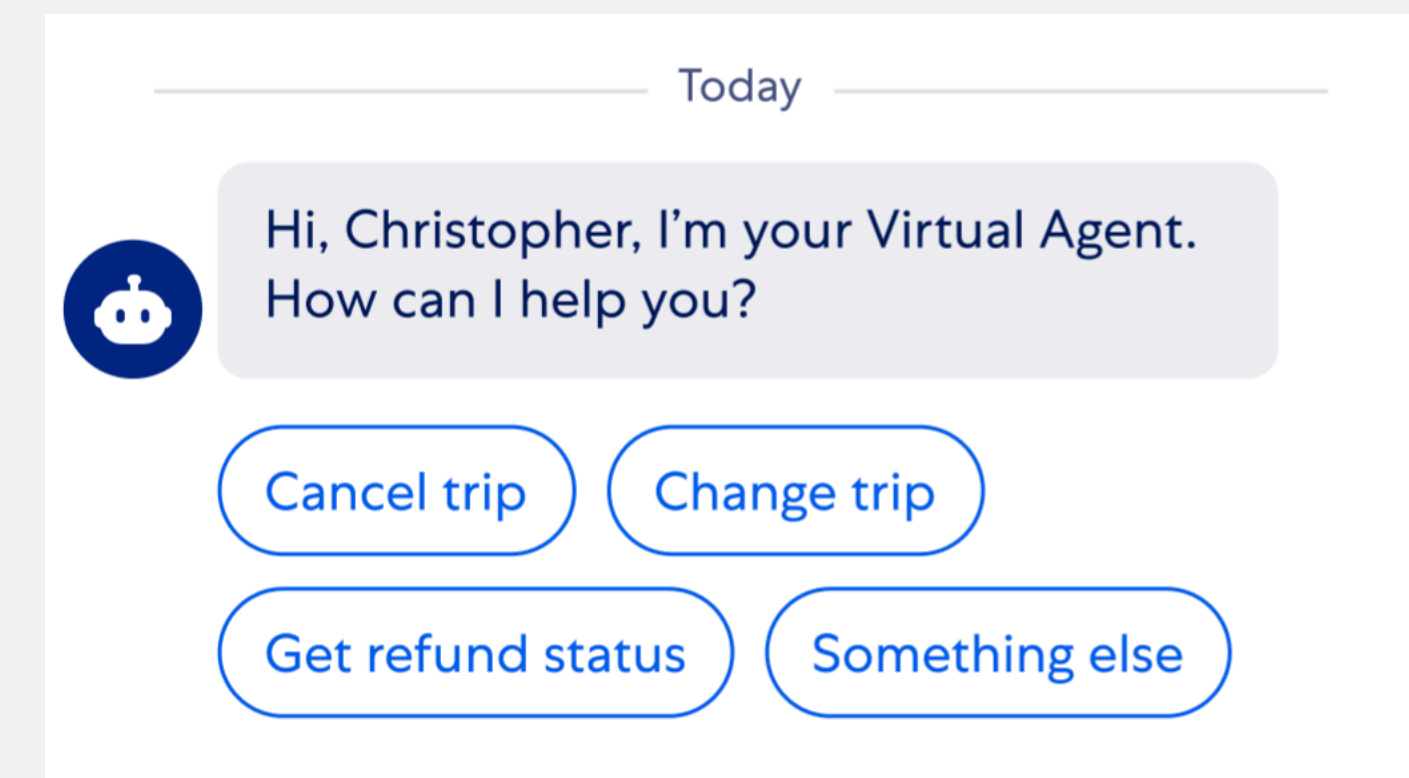 Today
Hi, Christopher, I’m your Virtual Agent.
How can I help you?
Cancel trip
Change trip
Get refund status
Something else